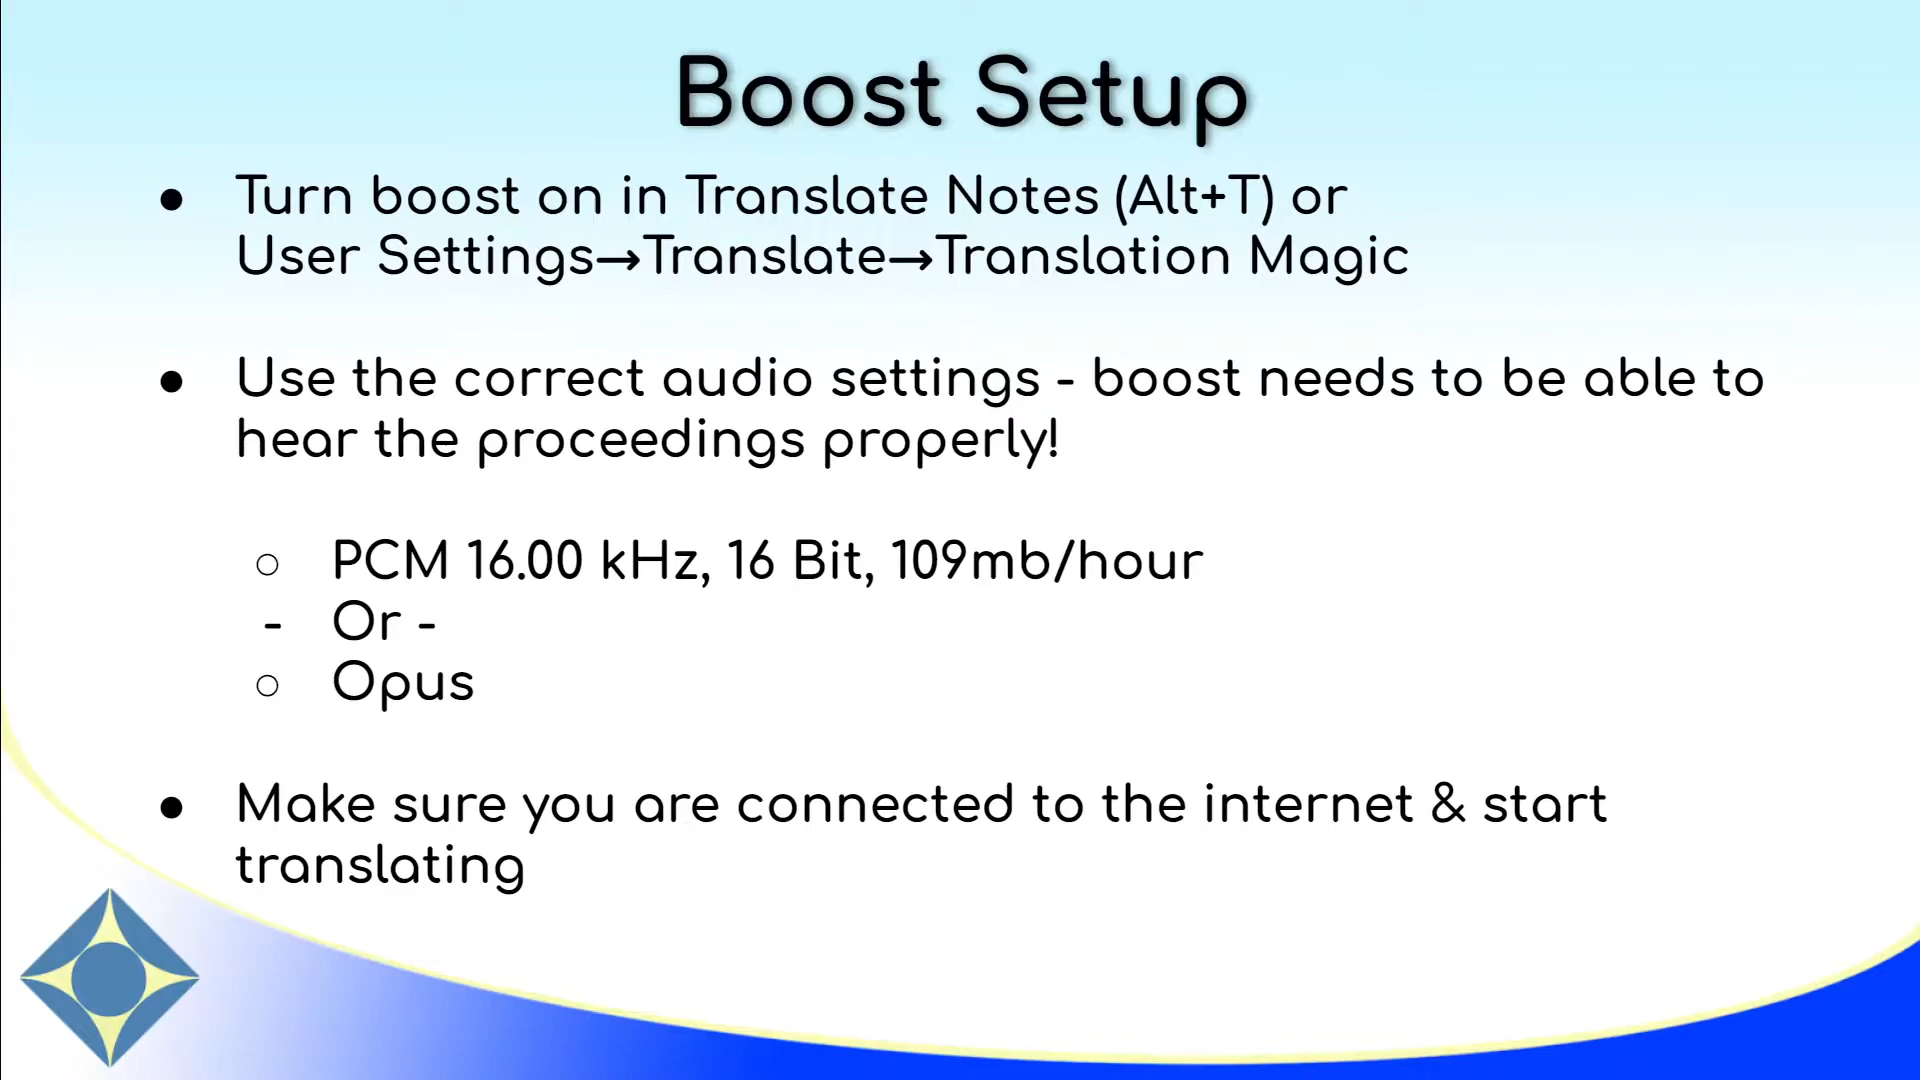 Boost Setup
● Turn boost on in Translate Notes (Alt+T) or
User Settings→Translate→Translation Magic
● Use the correct audio settings - boost needs to be able to
hear the proceedings properly!
○ PCM 16.00 kHz, 16 Bit, 109mb/hour
- Or -
○ Opus
● Make sure you are connected to the internet & start
translating